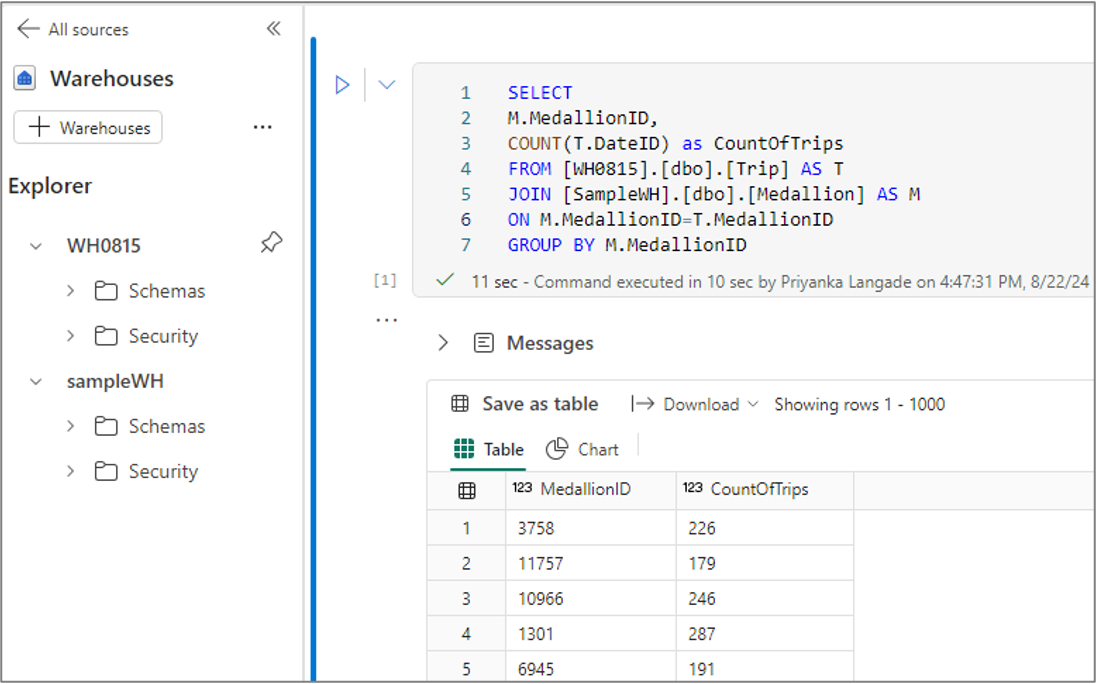 All sources
Warehouses
Warehouses
Explorer
WH0815
Schemas
Security
sampleWH
Schemas
Security
1 SELECT
2 M.MedallionID,
3 COUNT(T.DateID) as CountOfTrips
4 FROM [WH0815].[dbo].[Trip] AS T
5 JOIN [SampleWH].[dbo].[Medallion] AS M
6 ON M.MedallionID=T.MedallionID
7 GROUP BY M.MedallionID
[1] 11 sec - Command executed in 10 sec by Priyanka Langade on 4:47:31 PM, 8/22/24
Messages
Save as table Download Showing rows 1 - 1000
Table Chart
123 MedallionID 123 CountOfTrips
1 3758 226
2 11757 179
3 10966 246
4 1301 287
5 6945 191